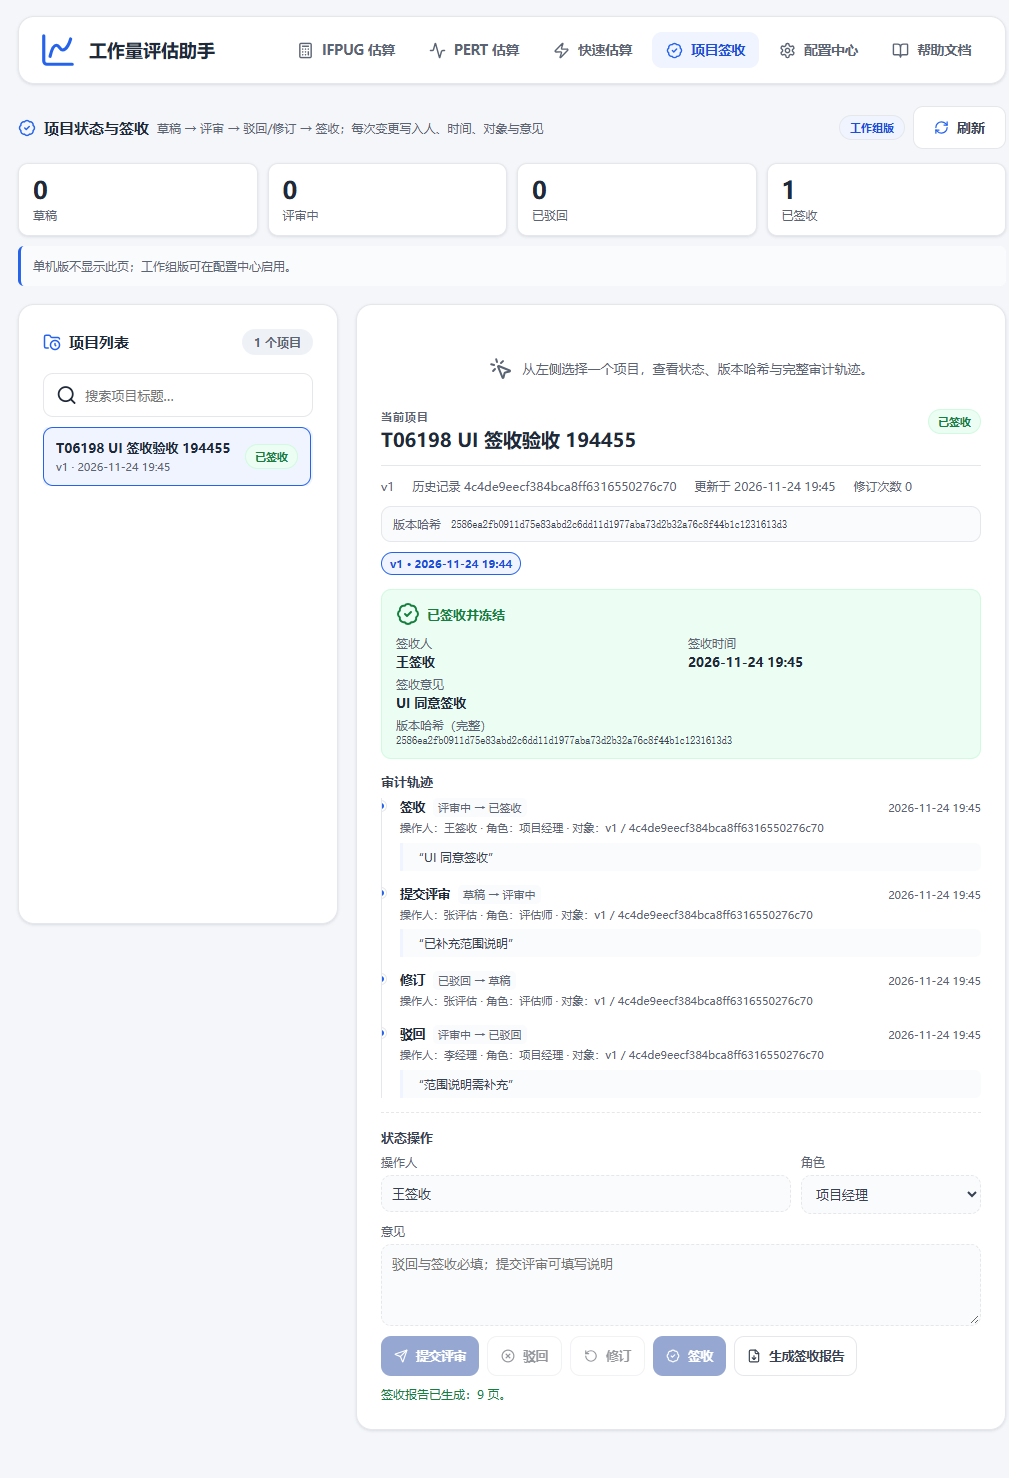 工作量评估助手
IFPUG 估算
PERT 估算
快速估算
项目签收
配置中心
帮助文档
项目状态与签收 草稿 → 评审 → 驳回/修订 → 签收；每次变更写入人、时间、对象与意见
工作组版
刷新
0
草稿
0
评审中
0
已驳回
1
已签收
单机版不显示此页；工作组版可在配置中心启用。
项目列表
1 个项目
搜索项目标题...
T06198 UI 签收验收 194455
v1 · 2026-11-24 19:45
已签收
从左侧选择一个项目，查看状态、版本哈希与完整审计轨迹。
当前项目
T06198 UI 签收验收 194455
已签收
v1 历史记录 4c4de9eecf384bca8ff6316550276c70 更新于 2026-11-24 19:45 修订次数 0
版本哈希 2586ea2fb0911d75e83abd2c6dd11d1977aba73d2b32a76c8f44b1c1231613d3
v1 • 2026-11-24 19:44
已签收并冻结
签收人
王签收
签收时间
2026-11-24 19:45
签收意见
UI 同意签收
版本哈希（完整）
2586ea2fb0911d75e83abd2c6dd11d1977aba73d2b32a76c8f44b1c1231613d3
审计轨迹
签收 评审中 → 已签收 2026-11-24 19:45
操作人：王签收 · 角色：项目经理 · 对象：v1 / 4c4de9eecf384bca8ff6316550276c70
“UI 同意签收”
提交评审 草稿 → 评审中 2026-11-24 19:45
操作人：张评估 · 角色：评估师 · 对象：v1 / 4c4de9eecf384bca8ff6316550276c70
“已补充范围说明”
修订 已驳回 → 草稿 2026-11-24 19:45
操作人：张评估 · 角色：评估师 · 对象：v1 / 4c4de9eecf384bca8ff6316550276c70
驳回 评审中 → 已驳回 2026-11-24 19:45
操作人：李经理 · 角色：项目经理 · 对象：v1 / 4c4de9eecf384bca8ff6316550276c70
“范围说明需补充”
状态操作
操作人
王签收
角色
项目经理
意见
驳回与签收必填；提交评审可填写说明
提交评审
驳回
修订
签收
生成签收报告
签收报告已生成：9 页。